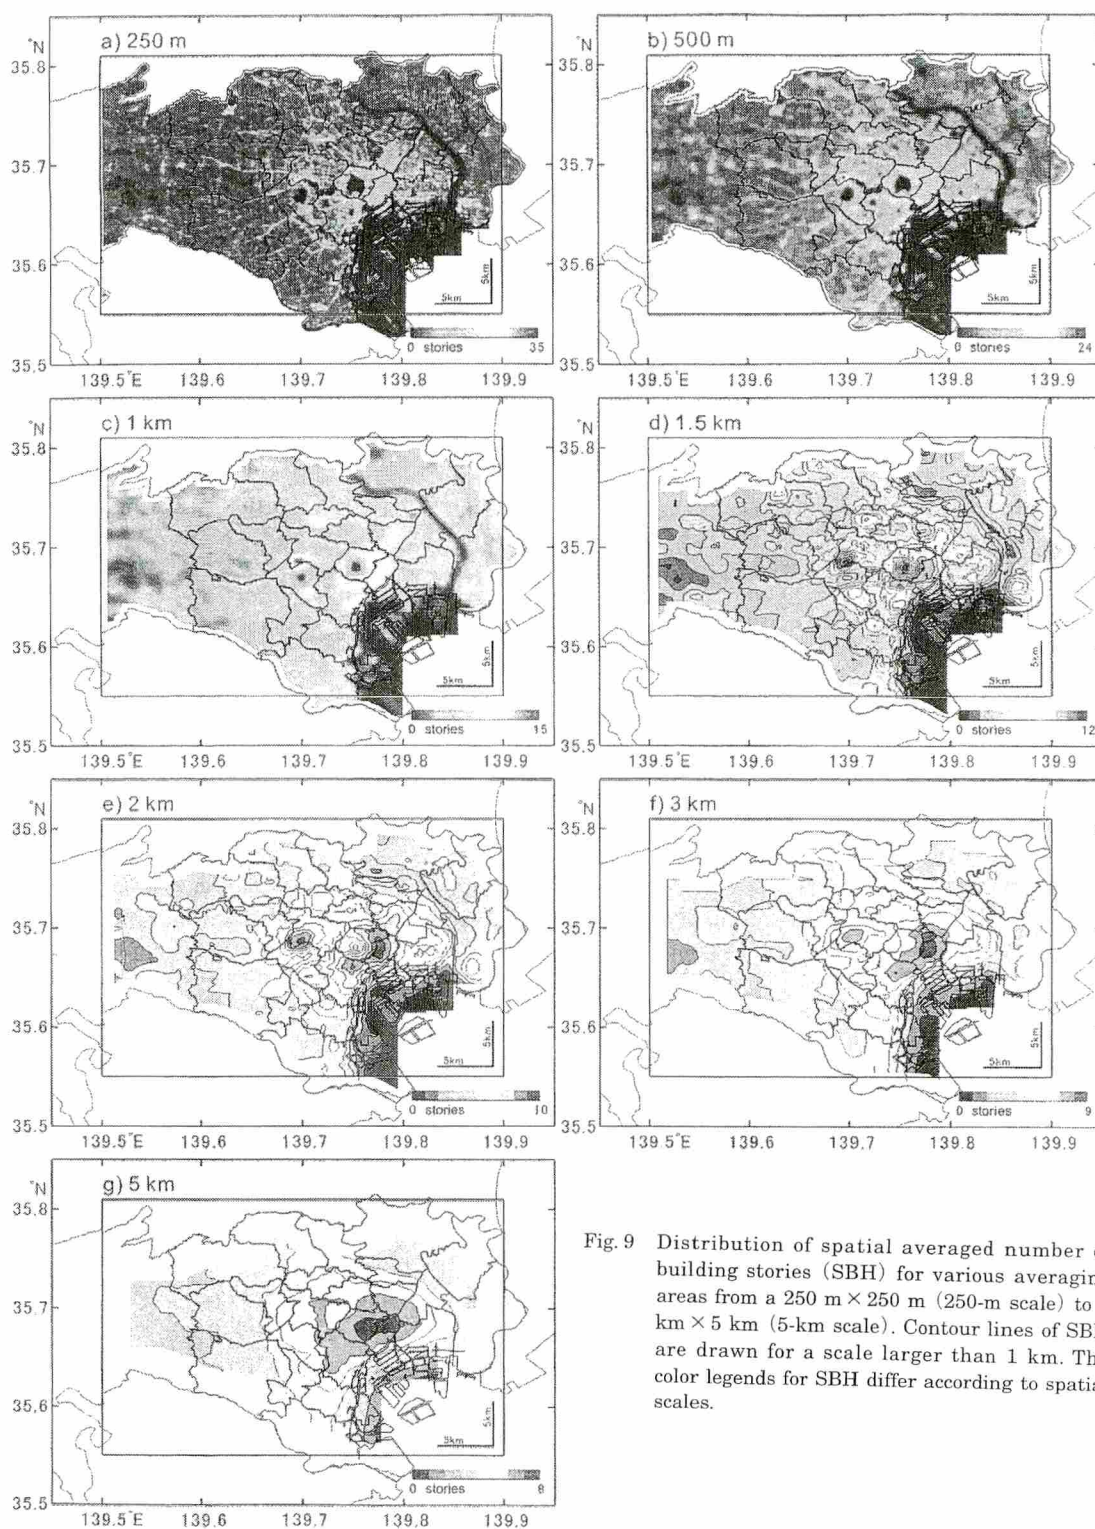 a) 250 m
b) 500 m
°N
°N
35.8
35.8
35.7
35.7
35.6
35.6
35.5
35.5
5km
5km
5km
5km
0 stories 35
0 stories 24
139.5°E 139.6 139.7 139.8 139.9
139.5°E 139.6 139.7 139.8 139.9
c) 1 km
d) 1.5 km
°N
°N
35.8
35.8
35.7
35.7
35.6
35.6
35.5
35.5
5km
5km
5km
5km
0 stories 15
0 stories 12
139.5°E 139.6 139.7 139.8 139.9
139.5°E 139.6 139.7 139.8 139.9
e) 2 km
f) 3 km
°N
°N
35.8
35.8
35.7
35.7
35.6
35.6
35.5
35.5
5km
5km
5km
5km
0 stories 10
0 stories 9
139.5°E 139.6 139.7 139.8 139.9
139.5°E 139.6 139.7 139.8 139.9
g) 5 km
°N
35.8
35.7
35.6
35.5
5km
5km
0 stories 8
139.5°E 139.6 139.7 139.8 139.9
Fig. 9 Distribution of spatial averaged number
building stories (SBH) for various averagin
areas from a 250 m × 250 m (250-m scale) to
km × 5 km (5-km scale). Contour lines of SBH
are drawn for a scale larger than 1 km. Th
color legends for SBH differ according to spatia
scales.